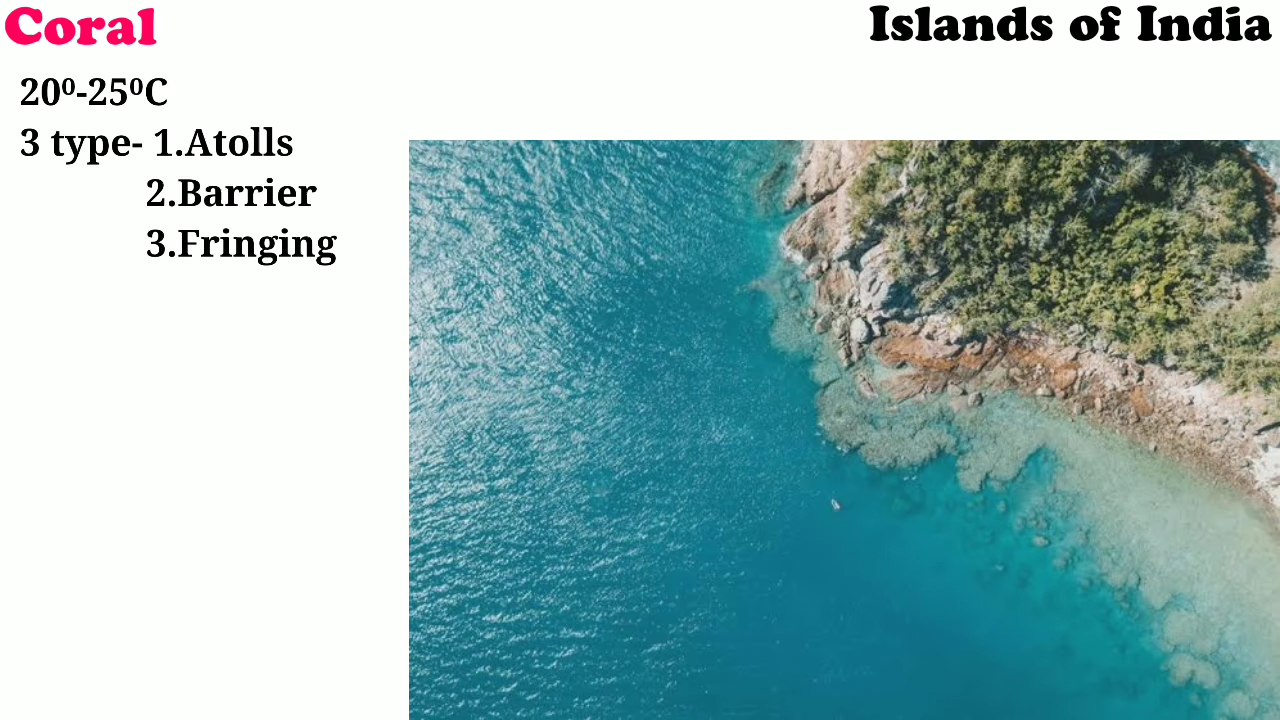 Coral
Islands of India
20⁰-25⁰C
3 type- 1.Atolls
2.Barrier
3.Fringing